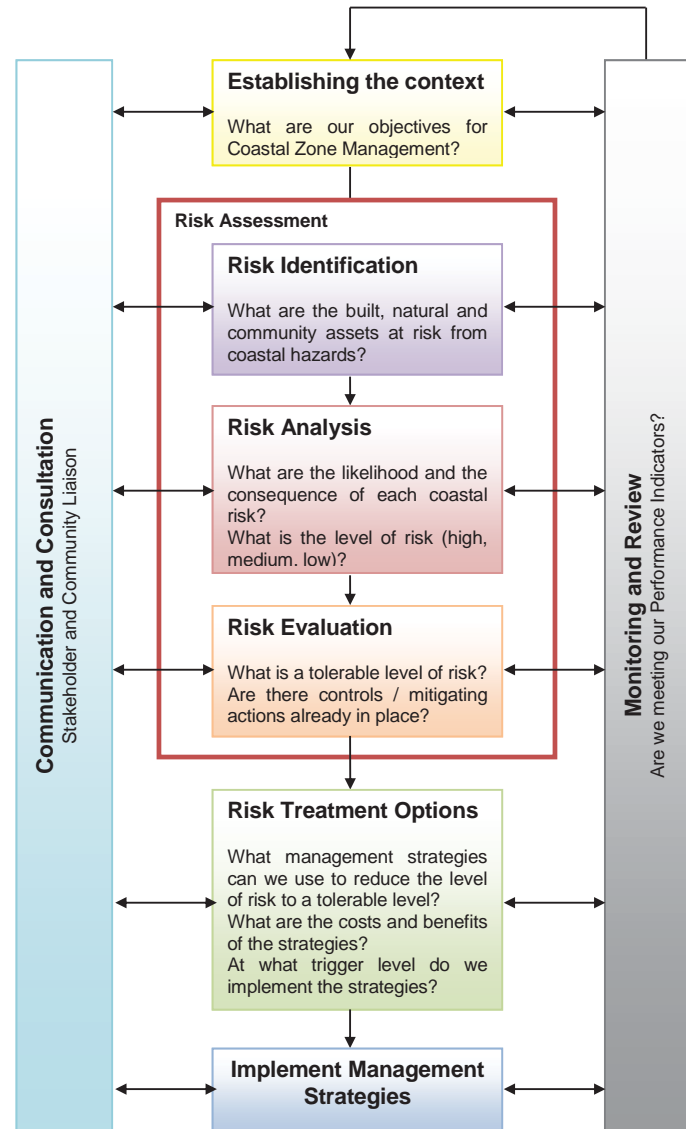 Establishing the context
What are our objectives for
Coastal Zone Management?
Risk Assessment
Risk Identification
What are the built, natural and
community assets at risk from
coastal hazards?
Risk Analysis
What are the likelihood and the
consequence of each coastal
risk?
What is the level of risk (high,
medium, low)?
Risk Evaluation
What is a tolerable level of risk?
Are there controls / mitigating
actions already in place?
Risk Treatment Options
What management strategies
can we use to reduce the level
of risk to a tolerable level?
What are the costs and benefits
of the strategies?
At what trigger level do we
implement the strategies?
Implement Management
Strategies
Communication and Consultation
Stakeholder and Community Liaison
Monitoring and Review
Are we meeting our Performance Indicators?